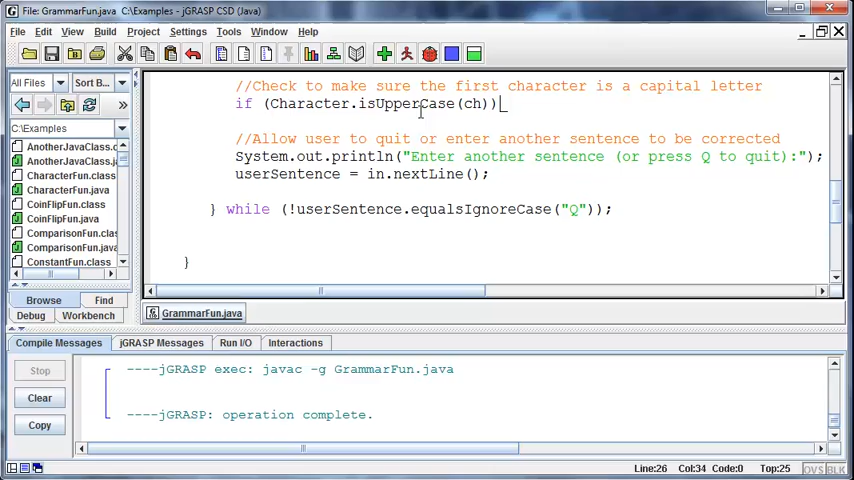 File: GrammarFun.java - jGRASP CSD (Java)
File Edit View Build Project Settings Tools Window Help
All Files Sort B...
C:\Examples
AnotherJavaClass.cl
AnotherJavaClass.ja
CharacterFun.class
CharacterFun.java
CoinFlipFun.class
CoinFlipFun.java
ComparisonFun.class
ComparisonFun.java
ConstantFun.class
Browse Find
Debug Workbench
//Check to make sure the first character is a capital letter
if (Character.isUpperCase(ch))
//Allow user to quit or enter another sentence to be corrected
System.out.println("Enter another sentence (or press Q to quit):");
userSentence = in.nextLine();
} while (!userSentence.equalsIgnoreCase("Q"));
}
GrammarFun.java
Compile Messages jGRASP Messages Run I/O Interactions
Stop
Clear
Copy
----jGRASP exec: javac -g GrammarFun.java
----jGRASP: operation complete.
Line:26 Col:34 Code:0 Top:25 OVS BLK